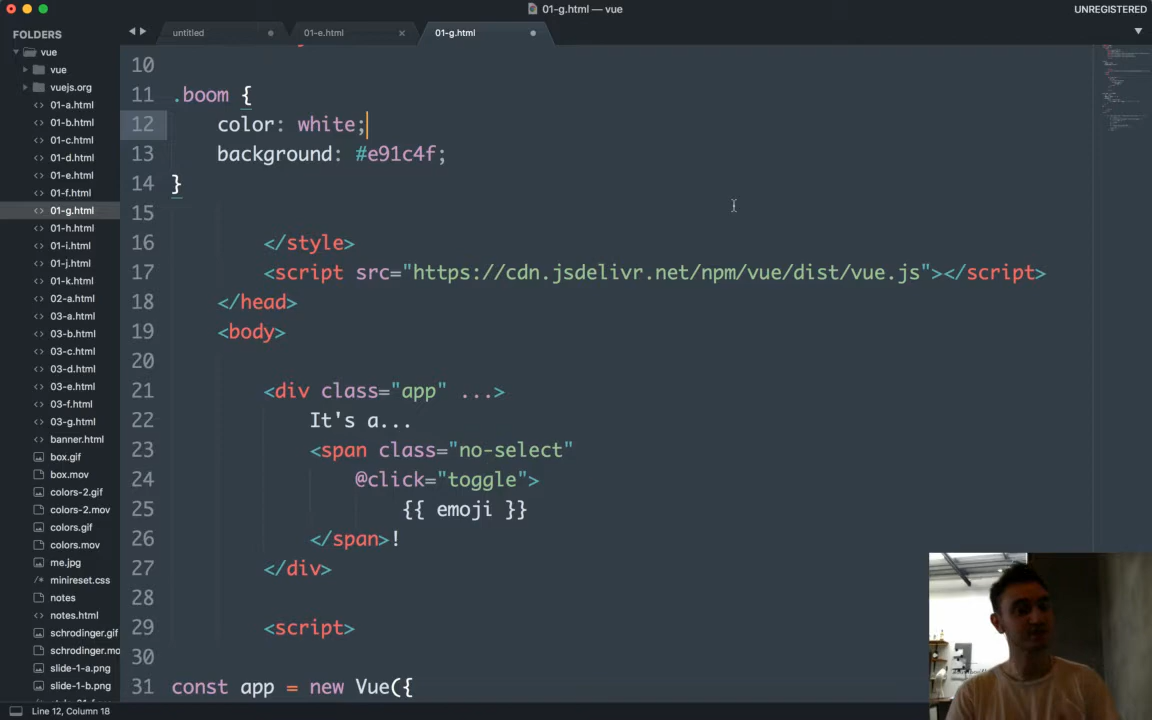 01-g.html — vue
UNREGISTERED
FOLDERS
untitled
01-e.html
01-g.html
vue
vue
vuejs.org
01-a.html
01-b.html
01-c.html
01-d.html
01-e.html
01-f.html
01-g.html
01-h.html
01-i.html
01-j.html
01-k.html
02-a.html
03-a.html
03-b.html
03-c.html
03-d.html
03-e.html
03-f.html
03-g.html
banner.html
box.gif
box.mov
colors-2.gif
colors-2.mov
colors.gif
colors.mov
me.jpg
minireset.css
notes
notes.html
schrodinger.gif
schrodinger.mo
slide-1-a.png
slide-1-b.png
10
11 .boom {
12 color: white;
13 background: #e91c4f;
14 }
15
16 </style>
17 <script src="https://cdn.jsdelivr.net/npm/vue/dist/vue.js"></script>
18 </head>
19 <body>
20
21 <div class="app" ...>
22 It's a...
23 <span class="no-select"
24 @click="toggle">
25 {{ emoji }}
26 </span>!
27 </div>
28
29 <script>
30
31 const app = new Vue({
Line 12, Column 18